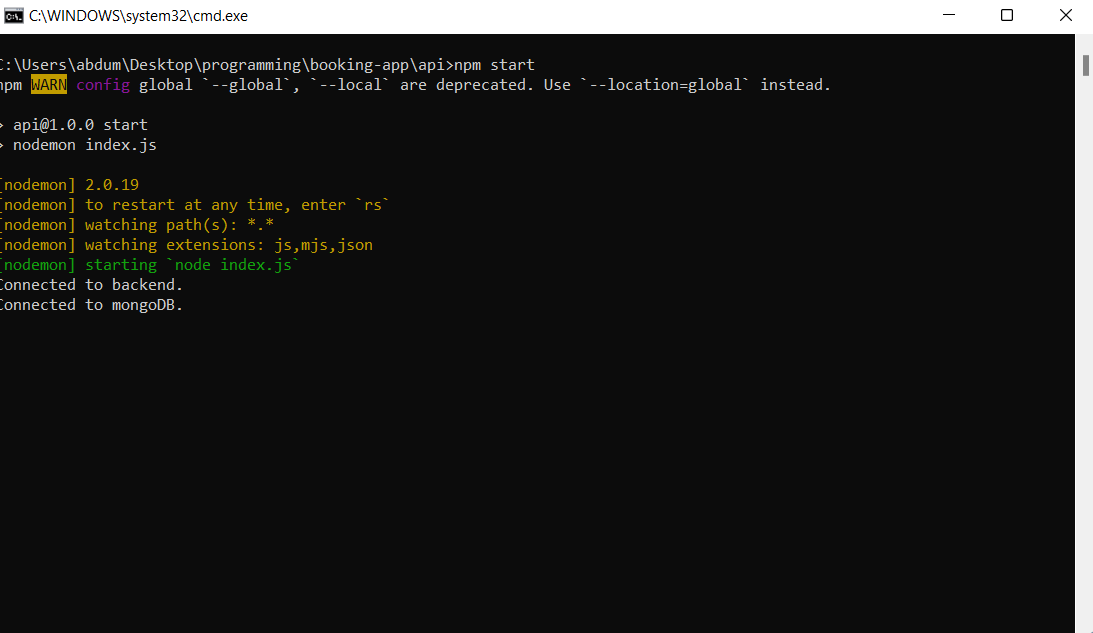 C:\WINDOWS\system32\cmd.exe
C:\Users\abdum\Desktop\programming\booking-app\api>npm start
npm WARN config global `--global`, `--local` are deprecated. Use `--location=global` instead.
> api@1.0.0 start
> nodemon index.js
[nodemon] 2.0.19
[nodemon] to restart at any time, enter `rs`
[nodemon] watching path(s): *.*
[nodemon] watching extensions: js,mjs,json
[nodemon] starting `node index.js`
Connected to backend.
Connected to mongoDB.